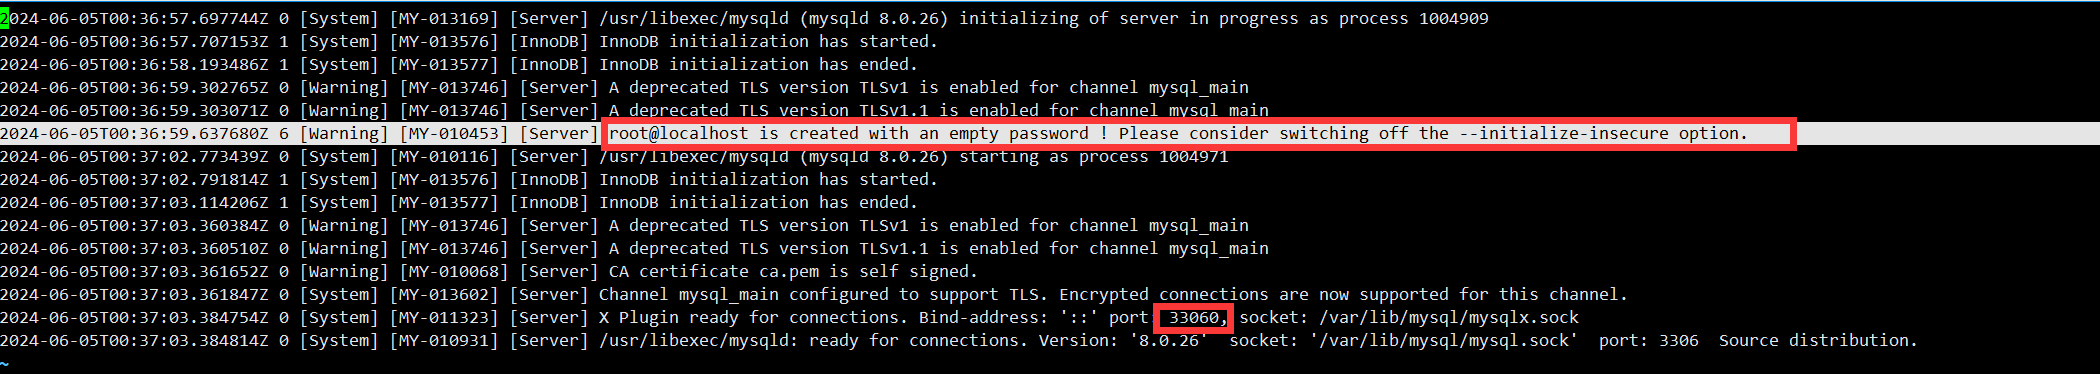 2024-06-05T00:36:57.697744Z 0 [System] [MY-013169] [Server] /usr/libexec/mysqld (mysqld 8.0.26) initializing of server in progress as process 1004909
2024-06-05T00:36:57.707153Z 1 [System] [MY-013576] [InnoDB] InnoDB initialization has started.
2024-06-05T00:36:58.193486Z 1 [System] [MY-013577] [InnoDB] InnoDB initialization has ended.
2024-06-05T00:36:59.302765Z 0 [Warning] [MY-013746] [Server] A deprecated TLS version TLSv1 is enabled for channel mysql_main
2024-06-05T00:36:59.303071Z 0 [Warning] [MY-013746] [Server] A deprecated TLS version TLSv1.1 is enabled for channel mysql_main
2024-06-05T00:36:59.637680Z 6 [Warning] [MY-010453] [Server] root@localhost is created with an empty password ! Please consider switching off the --initialize-insecure option.
2024-06-05T00:37:02.773439Z 0 [System] [MY-010116] [Server] /usr/libexec/mysqld (mysqld 8.0.26) starting as process 1004971
2024-06-05T00:37:02.791814Z 1 [System] [MY-013576] [InnoDB] InnoDB initialization has started.
2024-06-05T00:37:03.114206Z 1 [System] [MY-013577] [InnoDB] InnoDB initialization has ended.
2024-06-05T00:37:03.360384Z 0 [Warning] [MY-013746] [Server] A deprecated TLS version TLSv1 is enabled for channel mysql_main
2024-06-05T00:37:03.360510Z 0 [Warning] [MY-013746] [Server] A deprecated TLS version TLSv1.1 is enabled for channel mysql_main
2024-06-05T00:37:03.361652Z 0 [Warning] [MY-010068] [Server] CA certificate ca.pem is self signed.
2024-06-05T00:37:03.361847Z 0 [System] [MY-013602] [Server] Channel mysql_main configured to support TLS. Encrypted connections are now supported for this channel.
2024-06-05T00:37:03.384754Z 0 [System] [MY-011323] [Server] X Plugin ready for connections. Bind-address: '::' port: 33060, socket: /var/lib/mysql/mysqlx.sock
2024-06-05T00:37:03.384814Z 0 [System] [MY-010931] [Server] /usr/libexec/mysqld: ready for connections. Version: '8.0.26'  socket: '/var/lib/mysql/mysql.sock'  port: 3306  Source distribution.
~